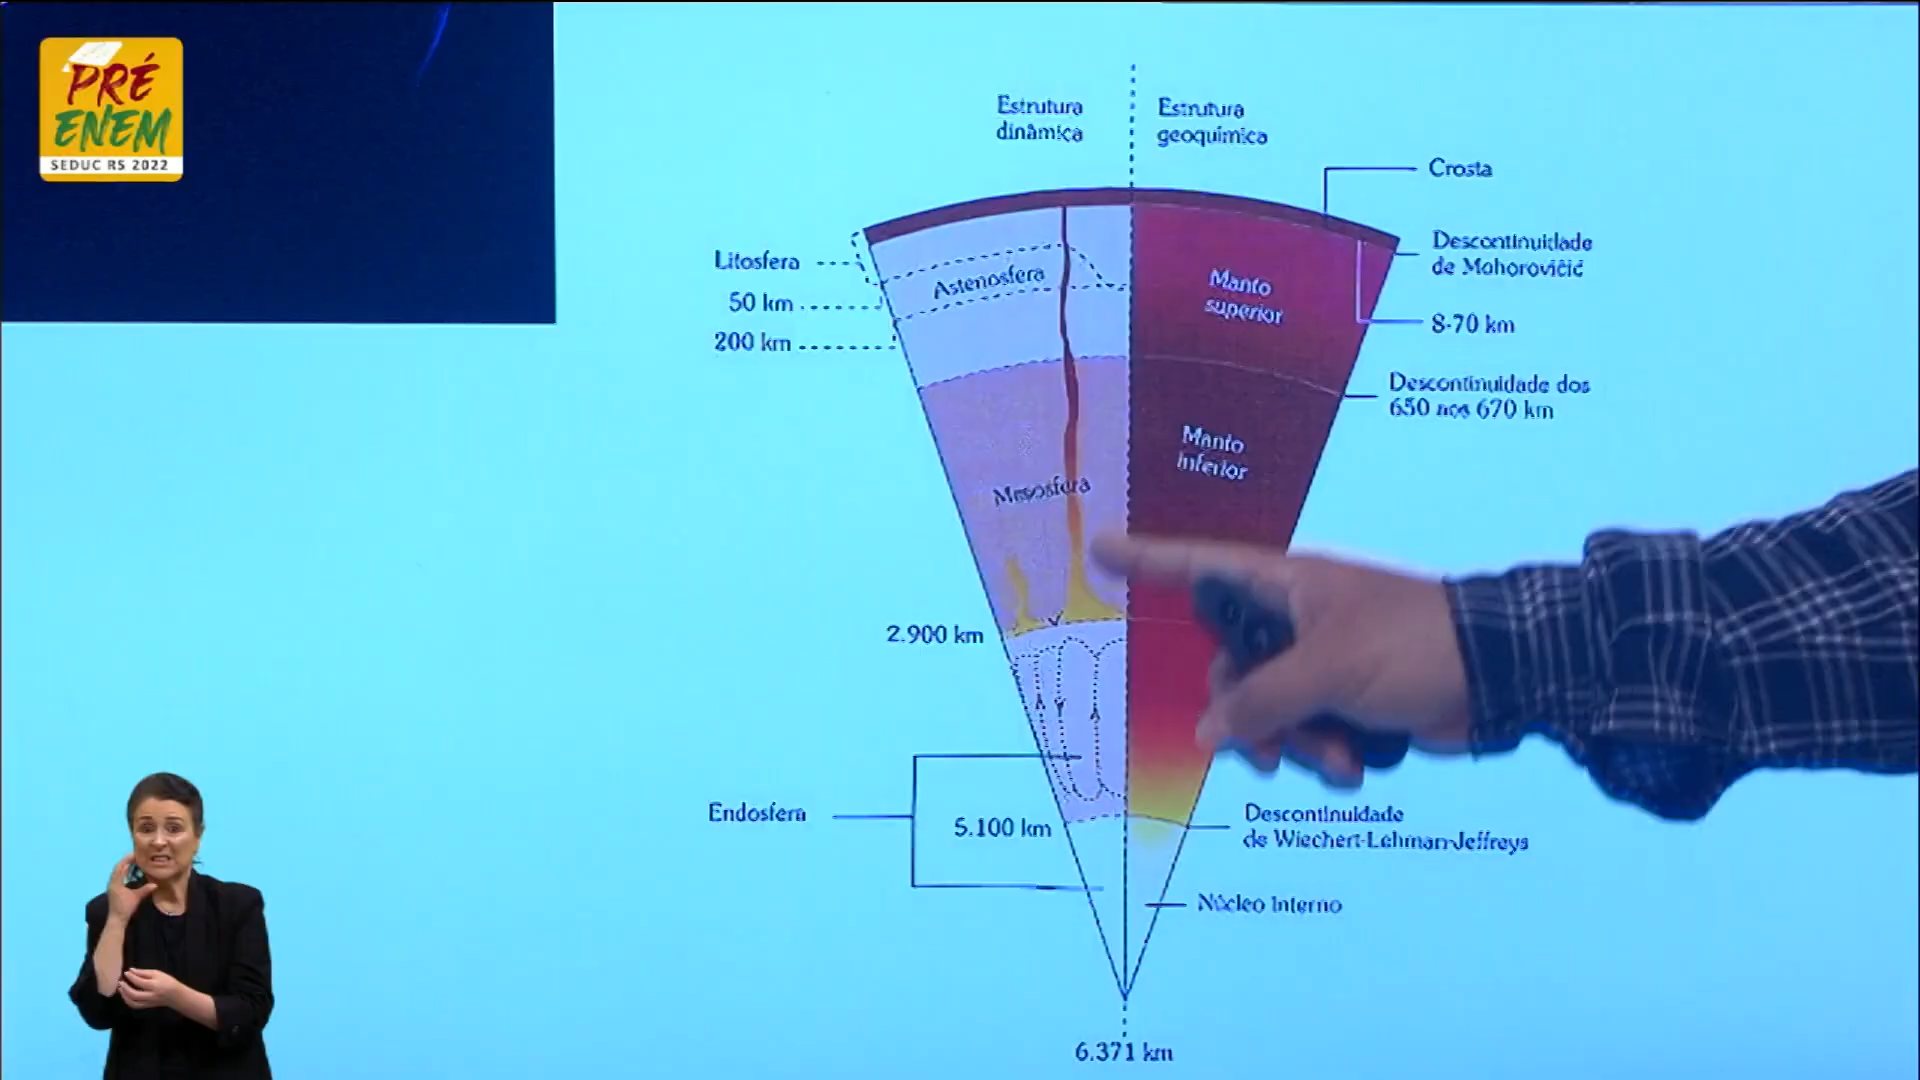 PRÉ
ENEM
SEDUC RS 2022
Estrutura
dinâmica
Estrutura
geoquímica
Crosta
Descontinuidade
de Mohorovičić
Litosfera
50 km
200 km
Astenosfera
Manto
superior
8-70 km
Descontinuidade dos
650 aos 670 km
Manto
inferior
Mesosfera
2.900 km
Endosfera
5.100 km
Descontinuidade
de Wiechert-Lehman-Jeffreys
Núcleo Interno
6.371 km